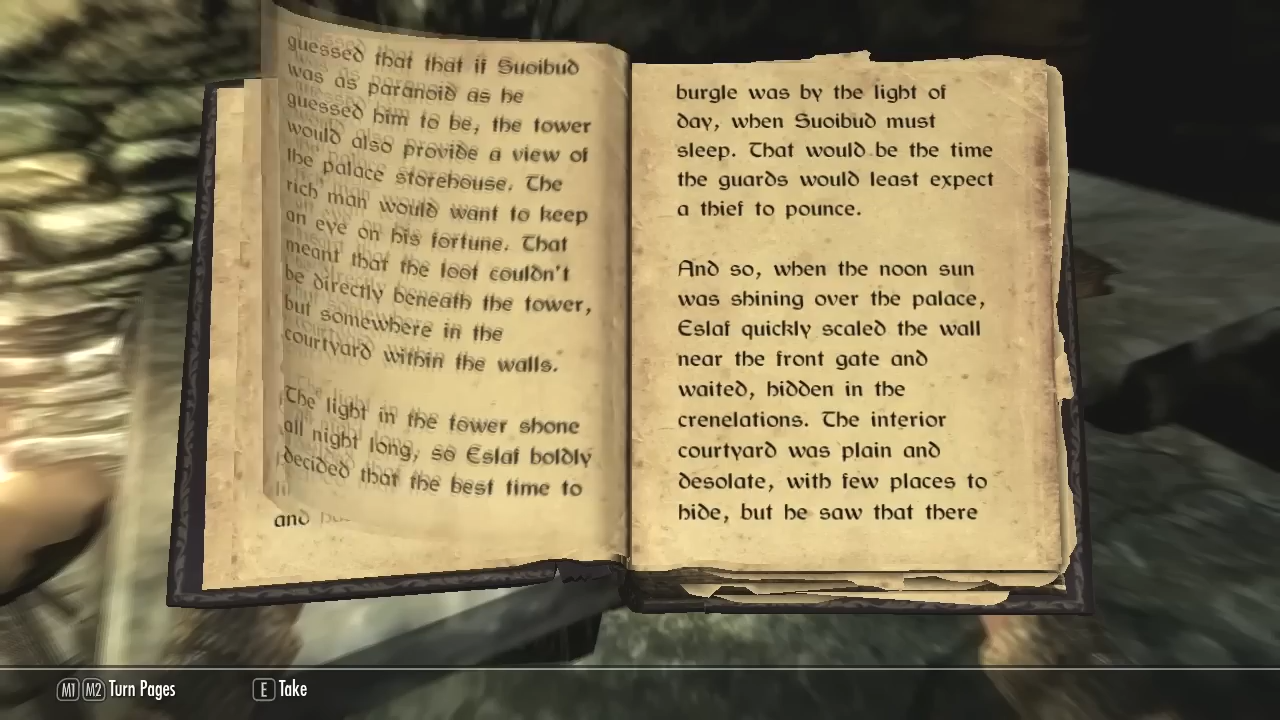 guessed that that if Suoibud
was as paranoid as he
guessed him to be, the tower
would also provide a view of
the palace storehouse. The
rich man would want to keep
an eye on his fortune. That
meant that the loot couldn't
be directly beneath the tower,
but somewhere in the
courtyard within the walls.
The light in the tower shone
all night long, so Eslaf boldly
decided that the best time to
and
burgle was by the light of
day, when Suoibud must
sleep. That would be the time
the guards would least expect
a thief to pounce.
And so, when the noon sun
was shining over the palace,
Eslaf quickly scaled the wall
near the front gate and
waited, hidden in the
crenelations. The interior
courtyard was plain and
desolate, with few places to
hide, but he saw that there
M1 M2 Turn Pages
E Take